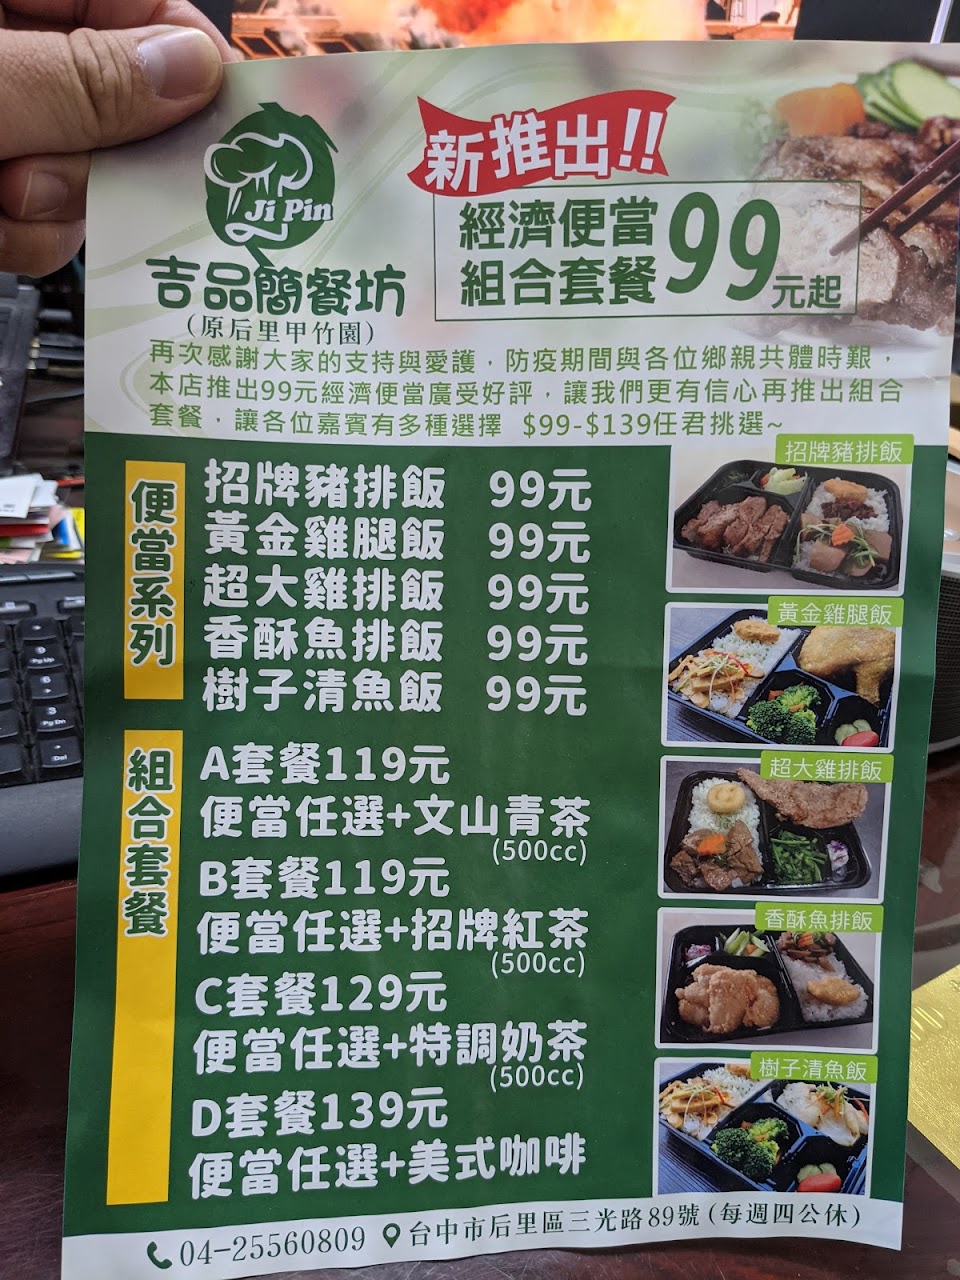 Ji Pin
吉品簡餐坊
(原后里甲竹園)
新推出!!
經濟便當
組合套餐
99元起
再次感謝大家的支持與愛護，防疫期間與各位鄉親共體時艱，
本店推出99元經濟便當廣受好評，讓我們更有信心再推出組合
套餐，讓各位嘉賓有多種選擇 $99-$139任君挑選~
便當系列
招牌豬排飯 99元
黃金雞腿飯 99元
超大雞排飯 99元
香酥魚排飯 99元
樹子清魚飯 99元
組合套餐
A套餐119元
便當任選+文山青茶
(500cc)
B套餐119元
便當任選+招牌紅茶
(500cc)
C套餐129元
便當任選+特調奶茶
(500cc)
D套餐139元
便當任選+美式咖啡
招牌豬排飯
黃金雞腿飯
超大雞排飯
香酥魚排飯
樹子清魚飯
04-25560809 台中市后里區三光路89號(每週四公休)
PgUp
6
3
PgDn
Del